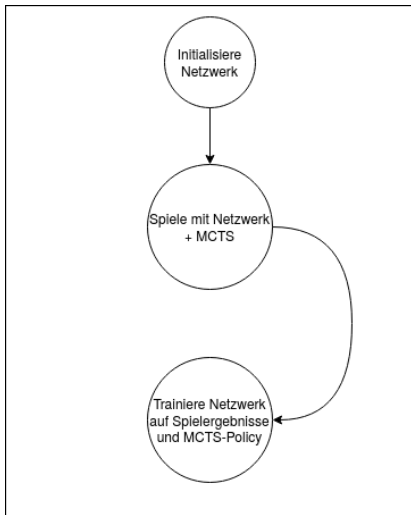 Initialisiere
Netzwerk
Spiele mit Netzwerk
+ MCTS
Trainiere Netzwerk
auf Spielergebnisse
und MCTS-Policy